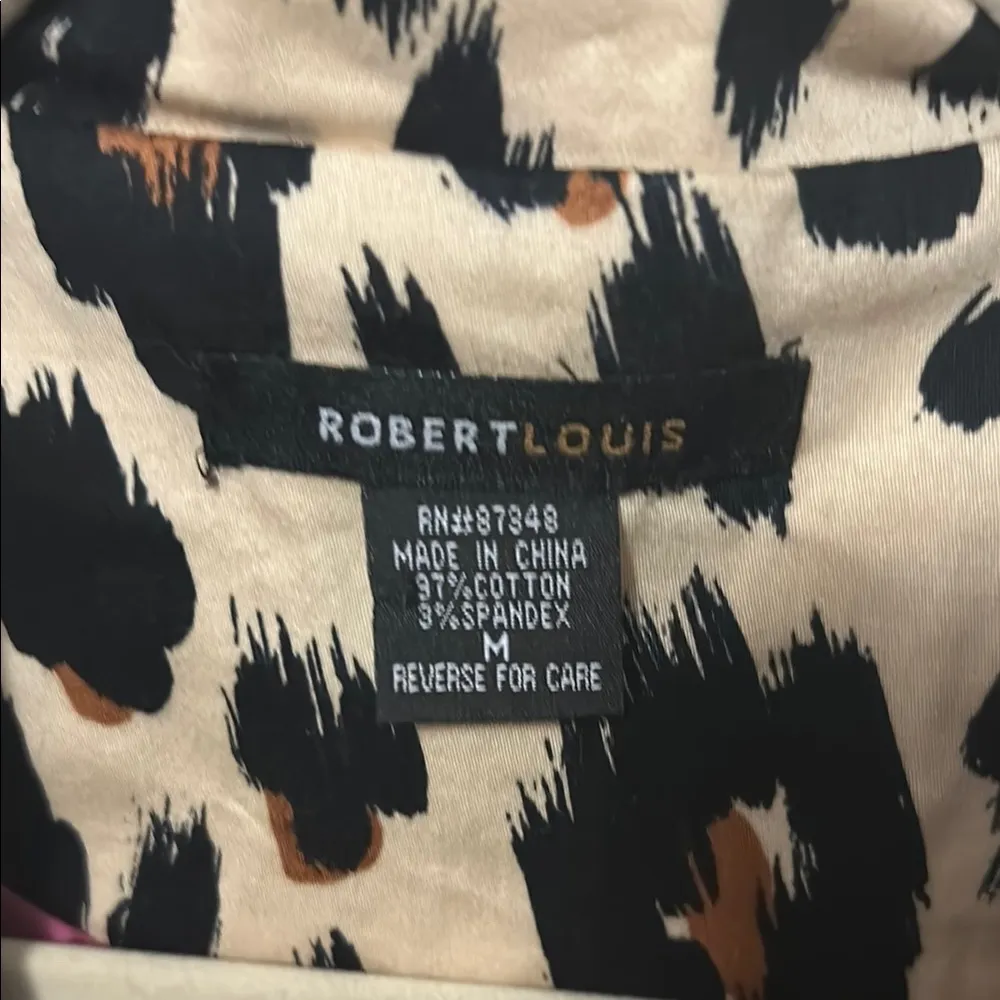 ROBERTLOUIS
RN#87348
MADE IN CHINA
97%COTTON
3%SPANDEX
M
REVERSE FOR CARE